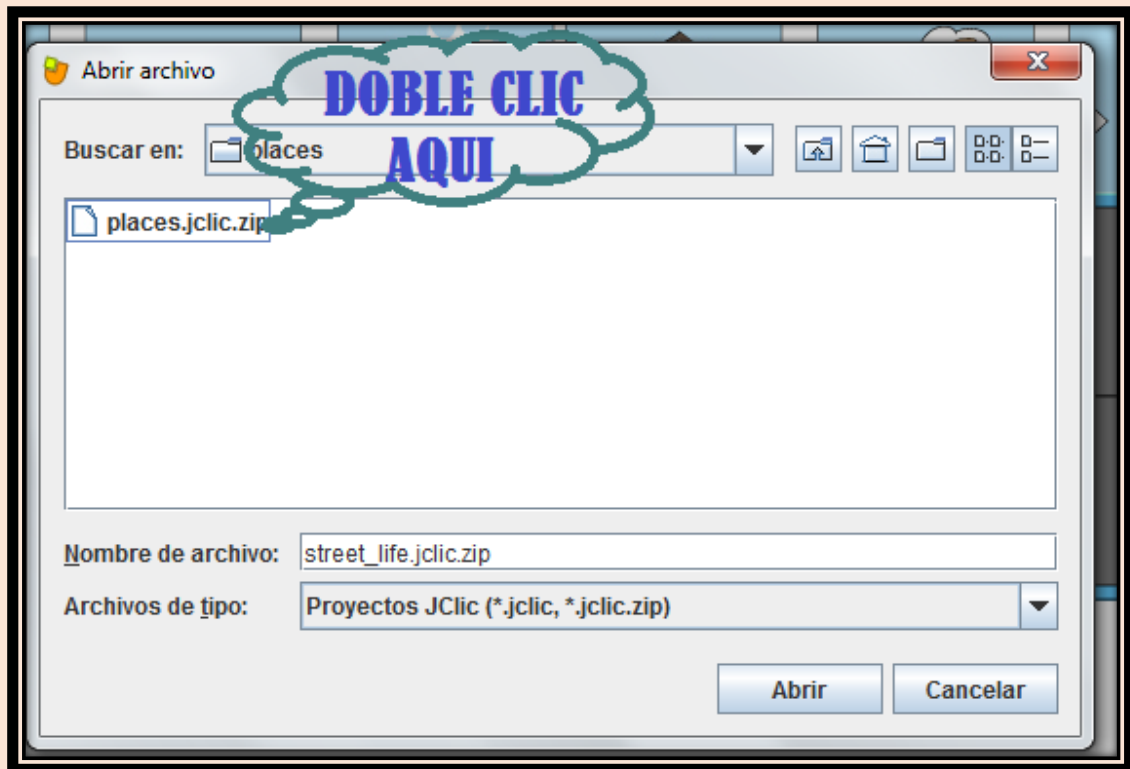 Abrir archivo
DOBLE CLIC
AQUI
Buscar en: places
places.jclic.zip
Nombre de archivo: street_life.jclic.zip
Archivos de tipo: Proyectos JClic (*.jclic, *.jclic.zip)
Abrir Cancelar